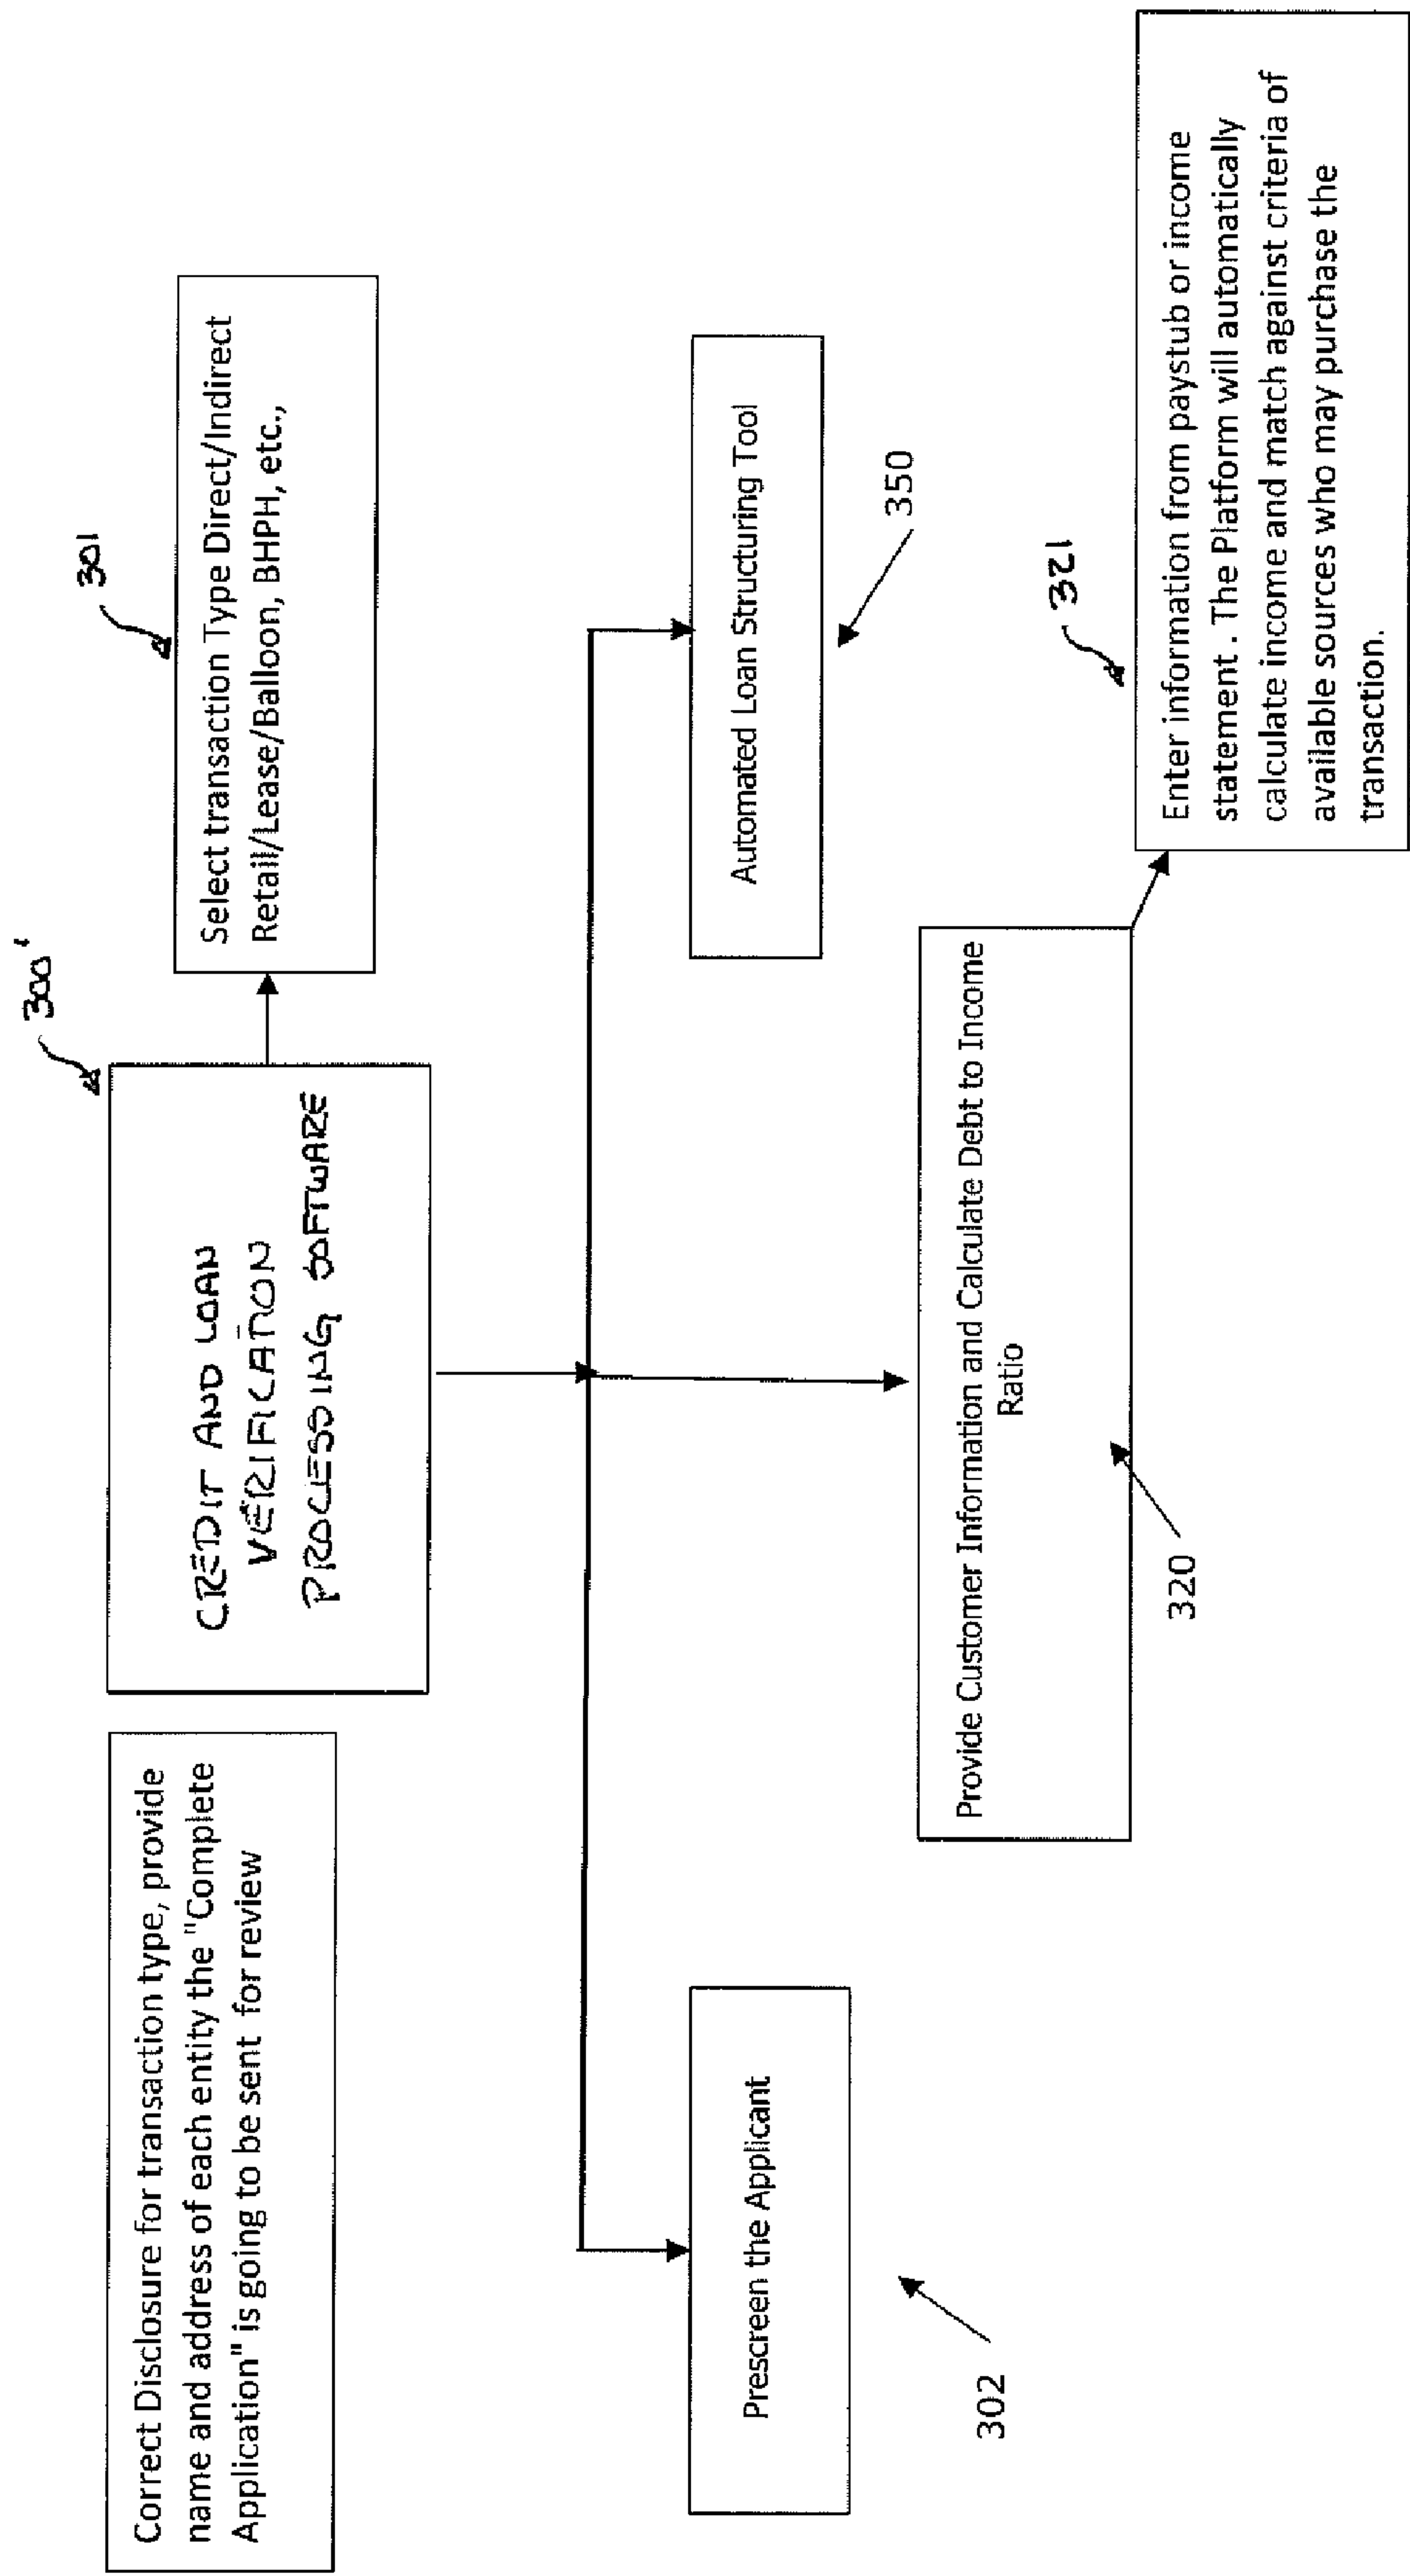 Correct Disclosure for transaction type, provide
name and address of each entity the "Complete
Application" is going to be sent for review
300'
CREDIT AND LOAN
VERIFICATION
PROCESSING SOFTWARE
301
Select transaction Type Direct/Indirect
Retail/Lease/Balloon, BHPH, etc.,
Prescreen the Applicant
302
Provide Customer Information and Calculate Debt to Income
Ratio
320
Automated Loan Structuring Tool
350
321
Enter information from paystub or income
statement . The Platform will automatically
calculate income and match against criteria of
available sources who may purchase the
transaction.